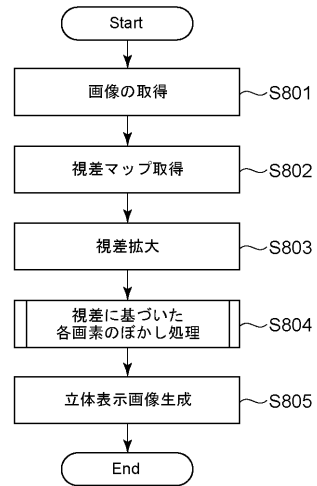 Start
画像の取得
S801
視差マップ取得
S802
視差拡大
S803
視差に基づいた
各画素のぼかし処理
S804
立体表示画像生成
S805
End